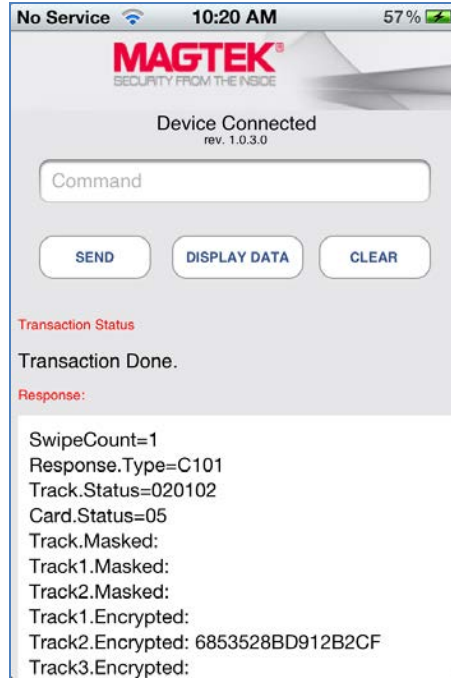 No Service 10:20 AM 57%
MAGTEK®
SECURITY FROM THE INSIDE
Device Connected
rev. 1.0.3.0
Command
SEND DISPLAY DATA CLEAR
Transaction Status
Transaction Done.
Response:
SwipeCount=1
Response.Type=C101
Track.Status=020102
Card.Status=05
Track.Masked:
Track1.Masked:
Track2.Masked:
Track1.Encrypted:
Track2.Encrypted: 6853528BD912B2CF
Track3.Encrypted: